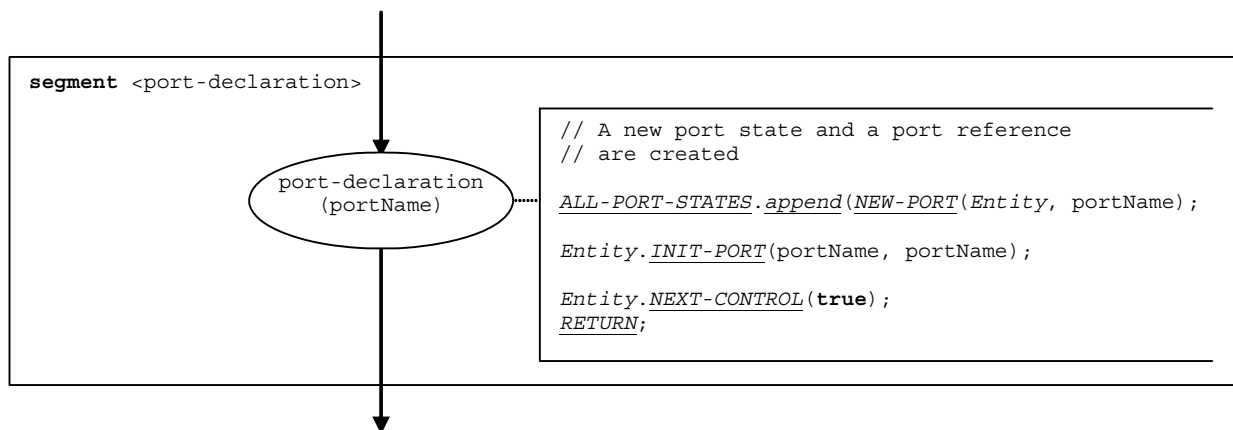 segment <port-declaration>
port-declaration
(portName)
// A new port state and a port reference
// are created
ALL-PORT-STATES.append(NEW-PORT(Entity, portName);
Entity.INIT-PORT(portName, portName);
Entity.NEXT-CONTROL(true);
RETURN;